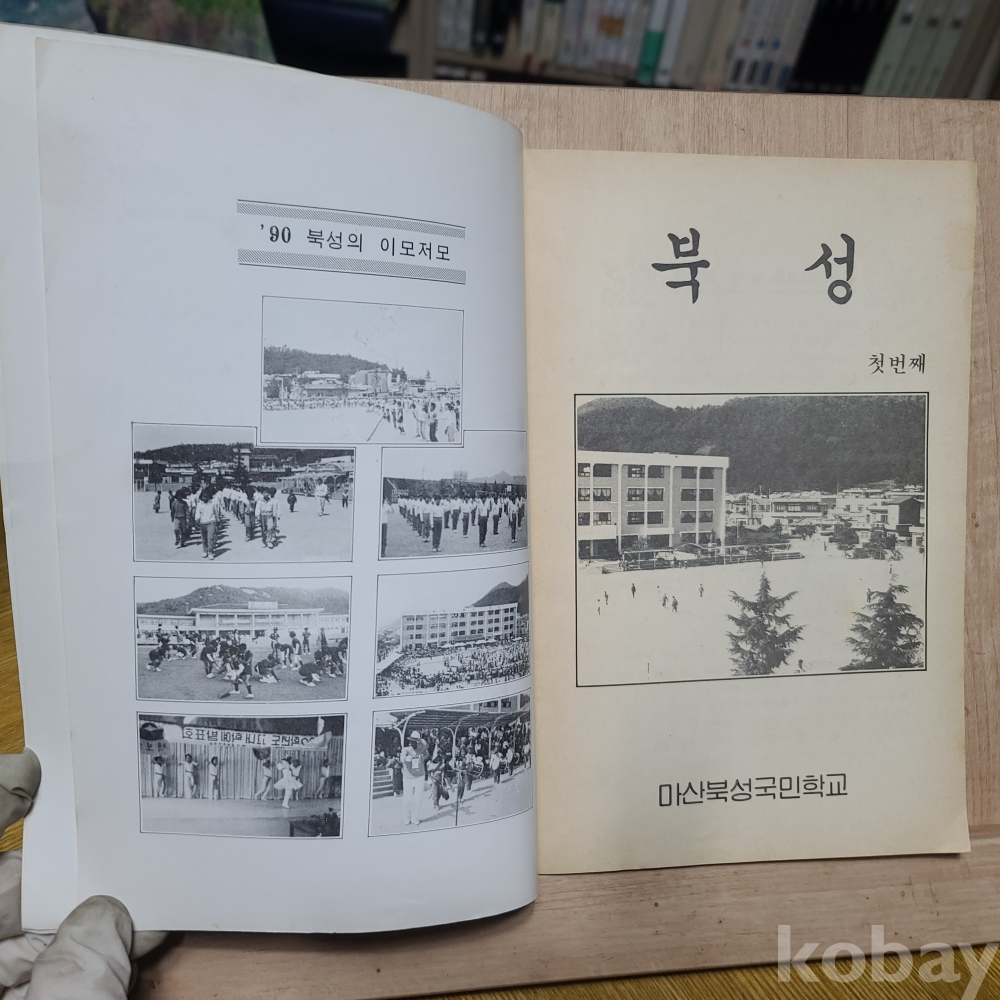 '90 북성의 이모저모
북 성
첫번째
마산북성국민학교
kobay